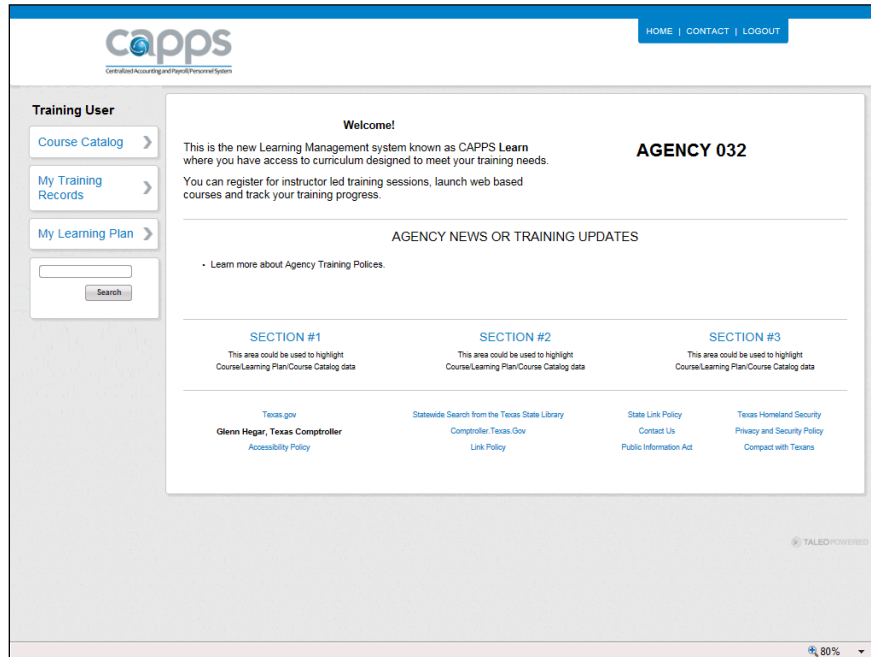 capps
Centralized Accounting and Payroll/Personnel System
HOME | CONTACT | LOGOUT
Training User
Course Catalog
My Training
Records
My Learning Plan
Search
Welcome!
This is the new Learning Management system known as CAPPS Learn
where you have access to curriculum designed to meet your training needs.
You can register for instructor led training sessions, launch web based
courses and track your training progress.
AGENCY 032
AGENCY NEWS OR TRAINING UPDATES
• Learn more about Agency Training Polices.
SECTION #1
This area could be used to highlight
Course/Learning Plan/Course Catalog data
SECTION #2
This area could be used to highlight
Course/Learning Plan/Course Catalog data
SECTION #3
This area could be used to highlight
Course/Learning Plan/Course Catalog data
Texas.gov Statewide Search from the Texas State Library State Link Policy Texas Homeland Security
Glenn Hegar, Texas Comptroller Comptroller.Texas.Gov Contact Us Privacy and Security Policy
Accessibility Policy Link Policy Public Information Act Compact with Texans
TALEO POWERED
80%